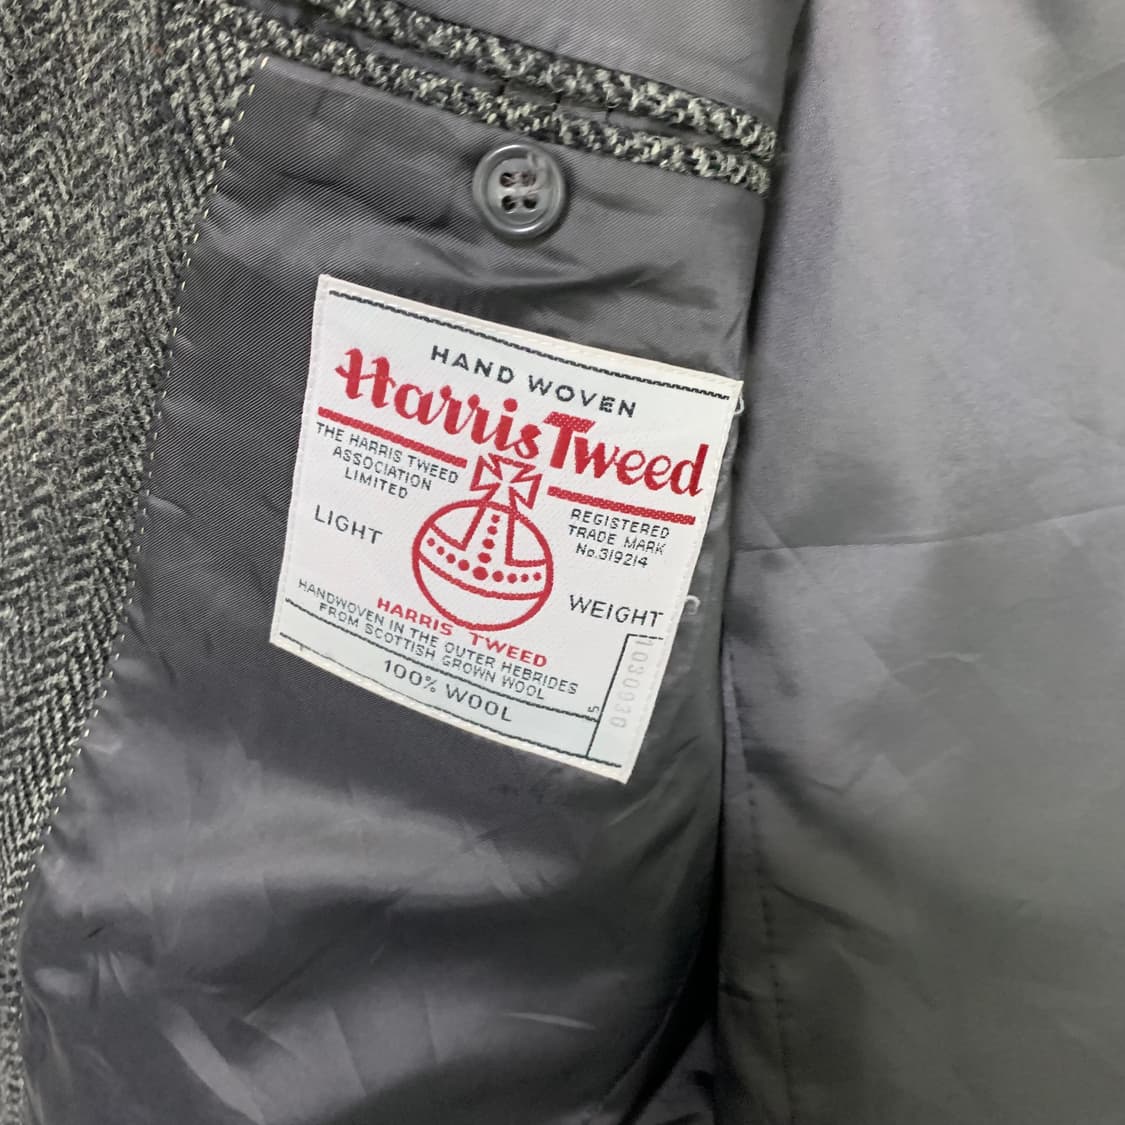 HAND WOVEN
Harris Tweed
THE HARRIS TWEED
ASSOCIATION
LIMITED
REGISTERED
TRADE MARK
No.319214
LIGHT
WEIGHT
HARRIS TWEED
HANDWOVEN IN THE OUTER HEBRIDES
FROM SCOTTISH GROWN WOOL
100% WOOL
S